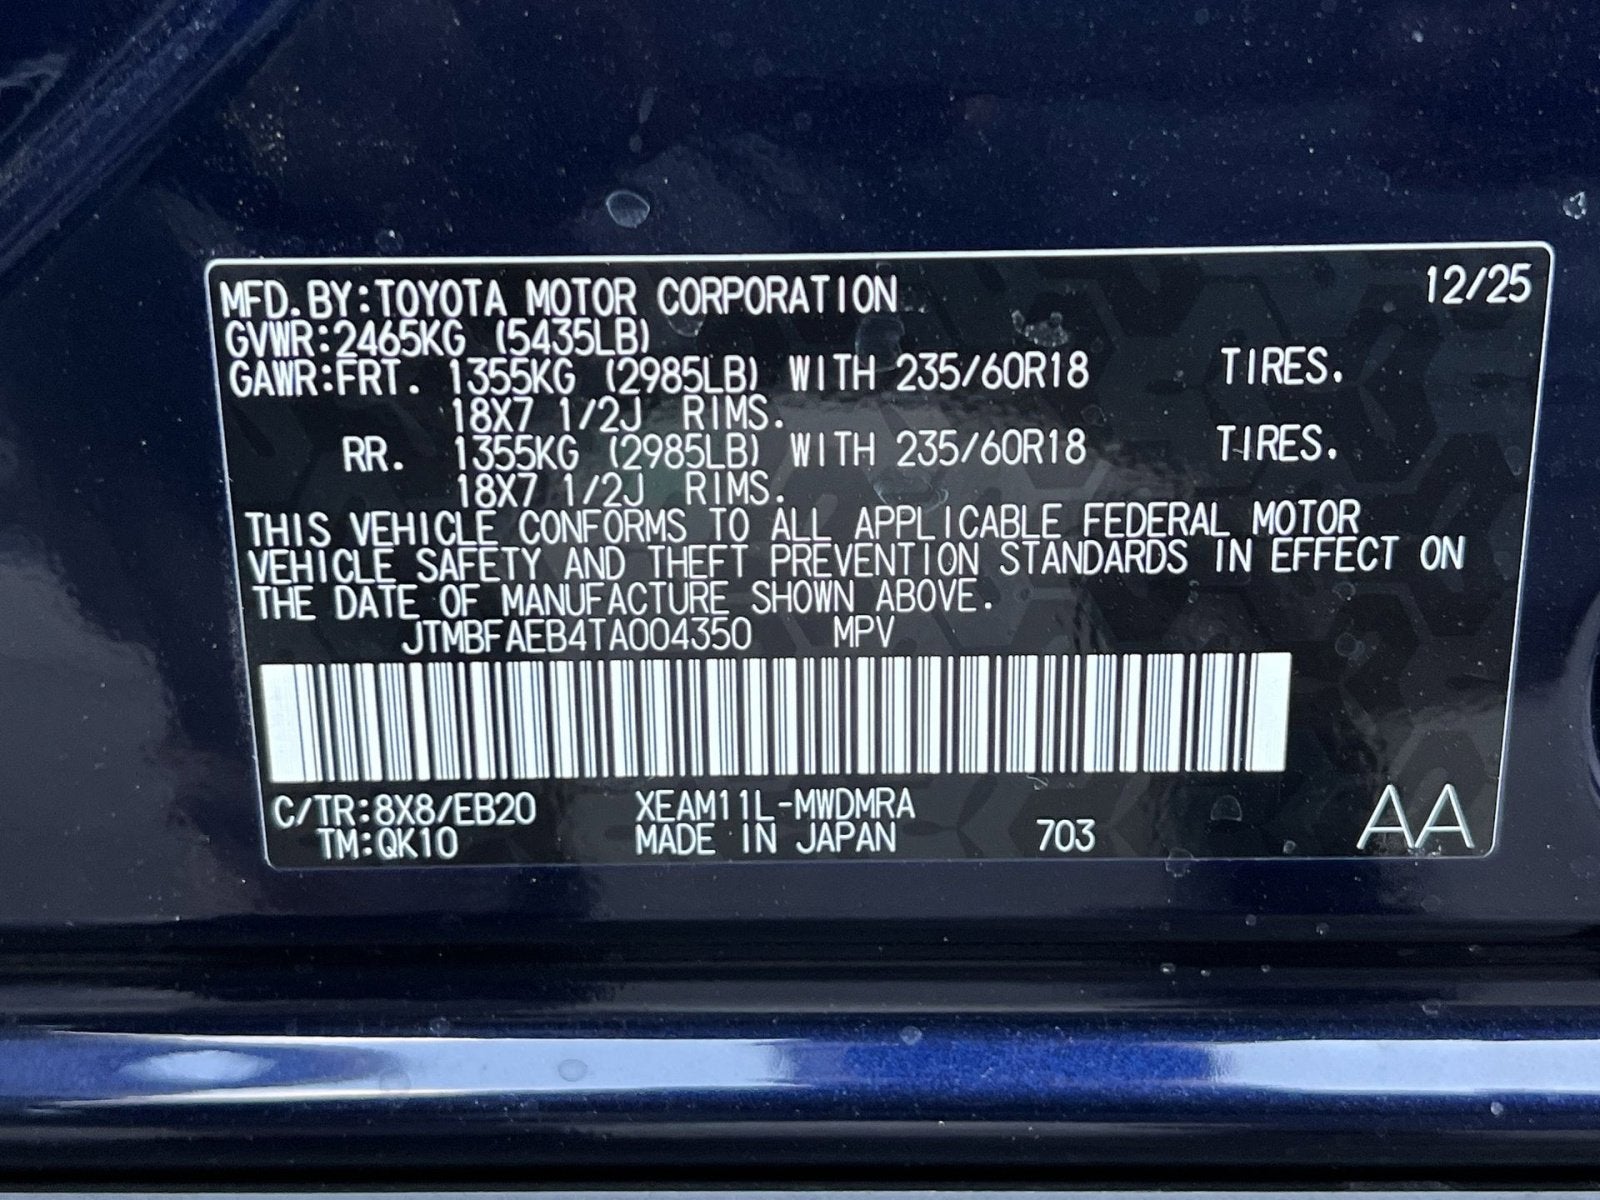 MFD.BY:TOYOTA MOTOR CORPORATION 12/25
GVWR:2465KG (5435LB)
GAWR:FRT. 1355KG (2985LB) WITH 235/60R18 TIRES.
18X7 1/2J RIMS.
RR. 1355KG (2985LB) WITH 235/60R18 TIRES.
18X7 1/2J RIMS.
THIS VEHICLE CONFORMS TO ALL APPLICABLE FEDERAL MOTOR
VEHICLE SAFETY AND THEFT PREVENTION STANDARDS IN EFFECT ON
THE DATE OF MANUFACTURE SHOWN ABOVE.
JTMBFAEB4TA004350 MPV
C/TR:8X8/EB20 XEAM11L-MWDMRA
TM:QK10 MADE IN JAPAN 703 AA